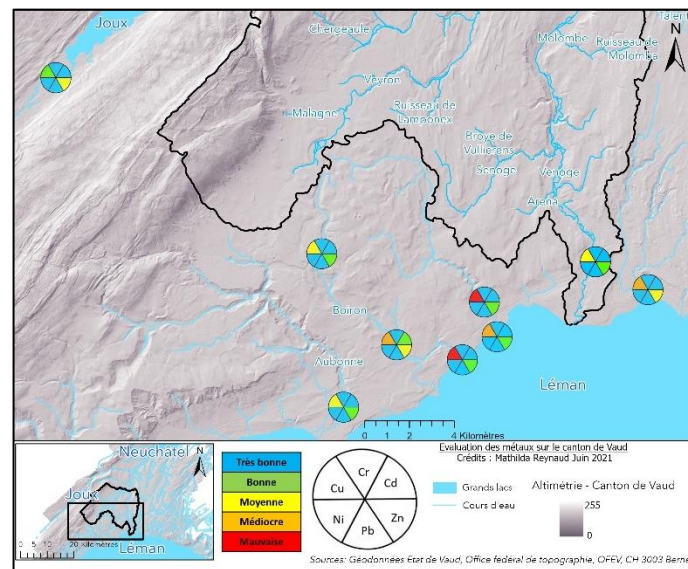 Joux
Chergeaule
Molombe
Talent
Ruisseau de
Molomba
N
Veyron
Malagne
Ruisseau de
Lamponex
Broye de
Vullierens
Senoge
Venoge
Arena
Boiron
Aubonne
Léman
0 1 2 4 Kilomètres
Neuchâtel
N
Joux
0 5 10 20 Kilomètres
Léman
Très bonne
Bonne
Moyenne
Médiocre
Mauvaise
Cr
Cu Cd
Ni Zn
Pb
Evaluation des métaux sur le canton de Vaud
Crédits : Mathilda Reynaud Juin 2021
Grands lacs
Cours d'eau
Altimétrie - Canton de Vaud
255
0
Sources: Géodonnées Etat de Vaud, Office fédéral de topographie, OFEV, CH 3003 Berne